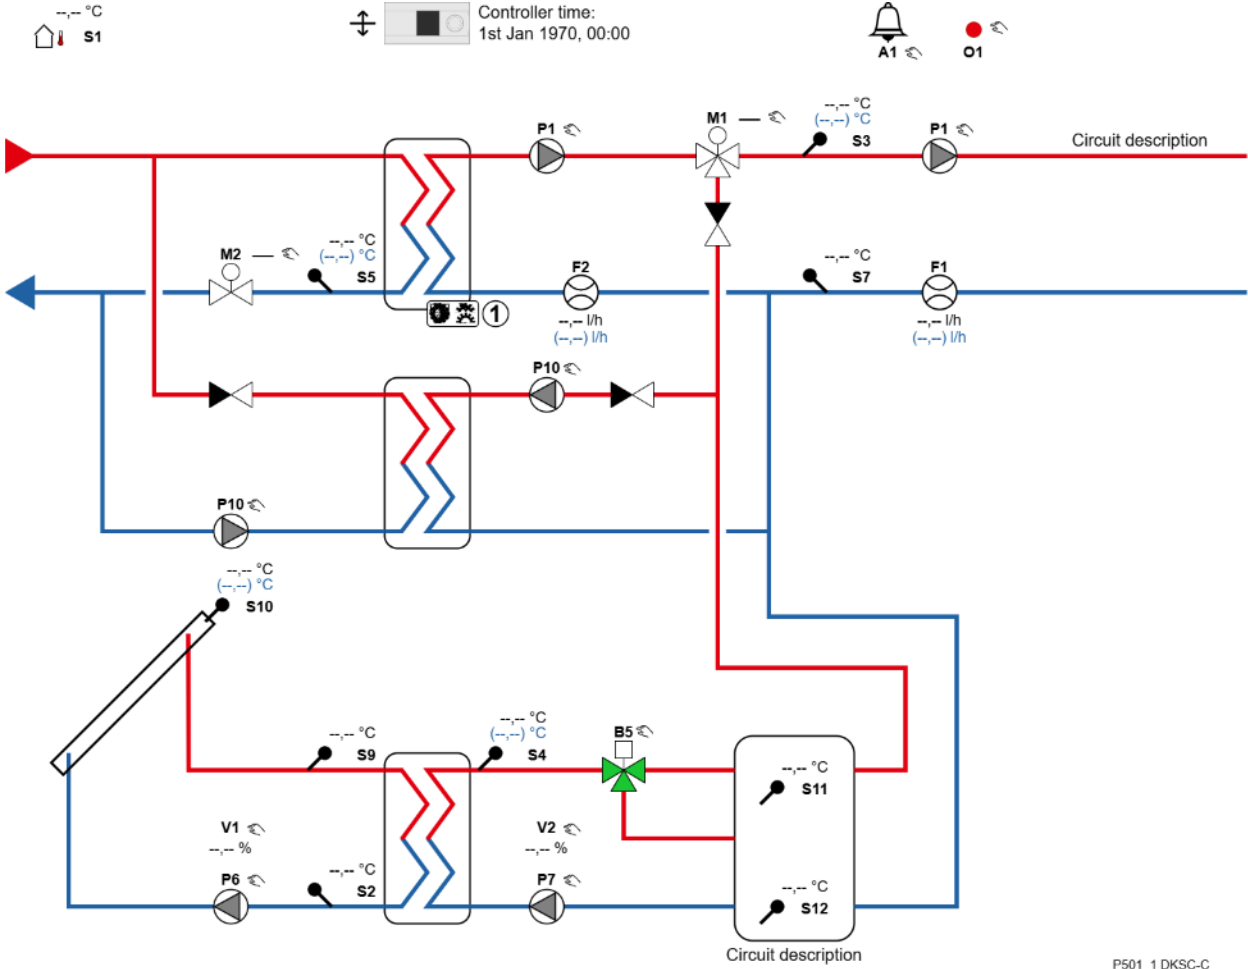 --,-- °C
S1
Controller time:
1st Jan 1970, 00:00
A1
O1
P1
M1
--,-- °C
(--,--) °C
S3
P1
Circuit description
M2
--,-- °C
(--,--) °C
S5
F2
--,-- l/h
(--,--) l/h
--,-- °C
S7
F1
--,-- l/h
(--,--) l/h
1
P10
P10
--,-- °C
(--,--) °C
S10
--,-- °C
S9
--,-- °C
(--,--) °C
S4
B5
--,-- °C
S11
V1
--,-- %
V2
--,-- %
P6
--,-- °C
S2
P7
--,-- °C
S12
Circuit description
P501_1 DKSC-C